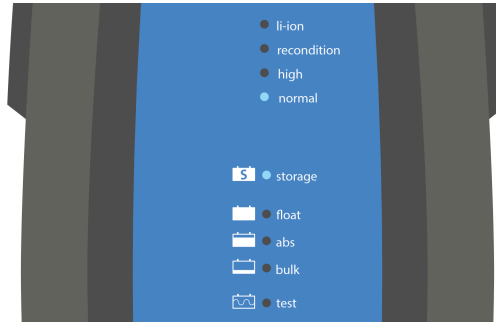 li-ion
recondition
high
normal
S storage
float
abs
bulk
test